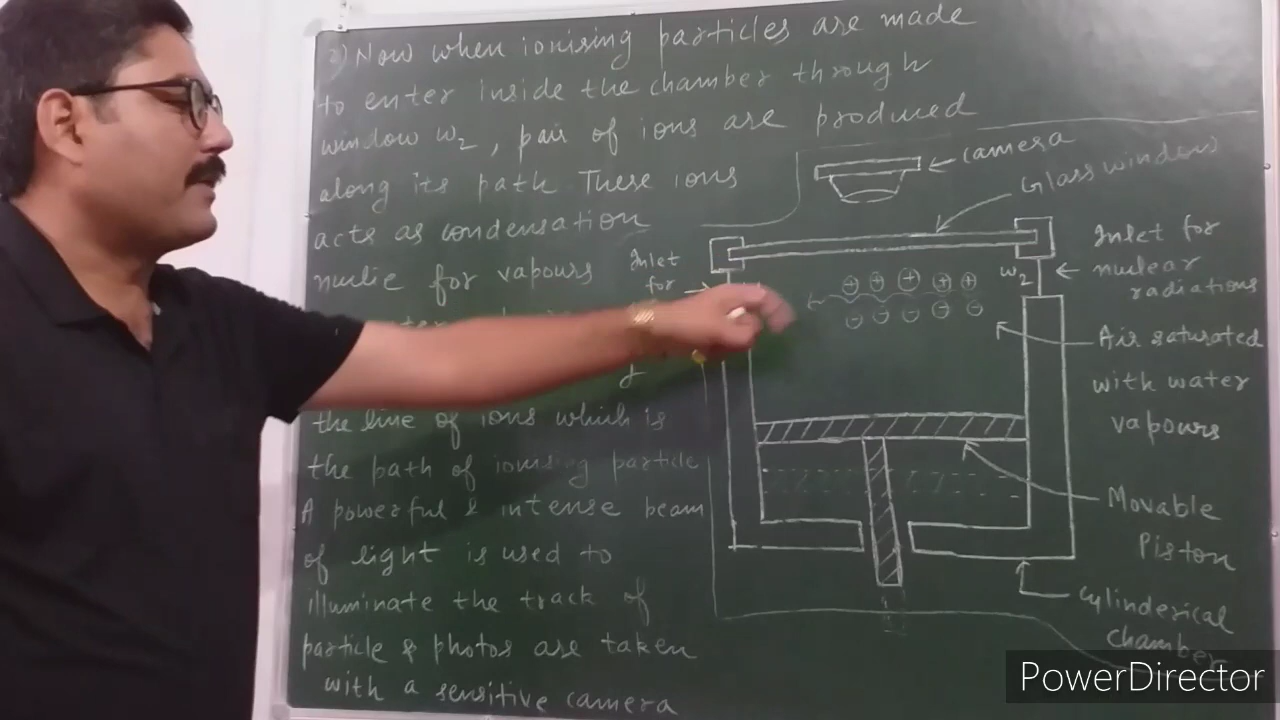 2) Now when ionising particles are made
to enter inside the chamber through
window w2, pair of ions are produced
along its path These ions
acts as condensation
nuclie for vapours
the line of ions which is
the path of ionising particle
A powerful & intense beam
of light is used to
illuminate the track of
particle & photos are taken
with a sensitive camera
camera
Glass window
Inlet
for
w2
Inlet for
nuclear
radiations
+ + + + +
- - - - -
Air saturated
with water
vapours
Movable
Piston
cylinderical
chamber
PowerDirector